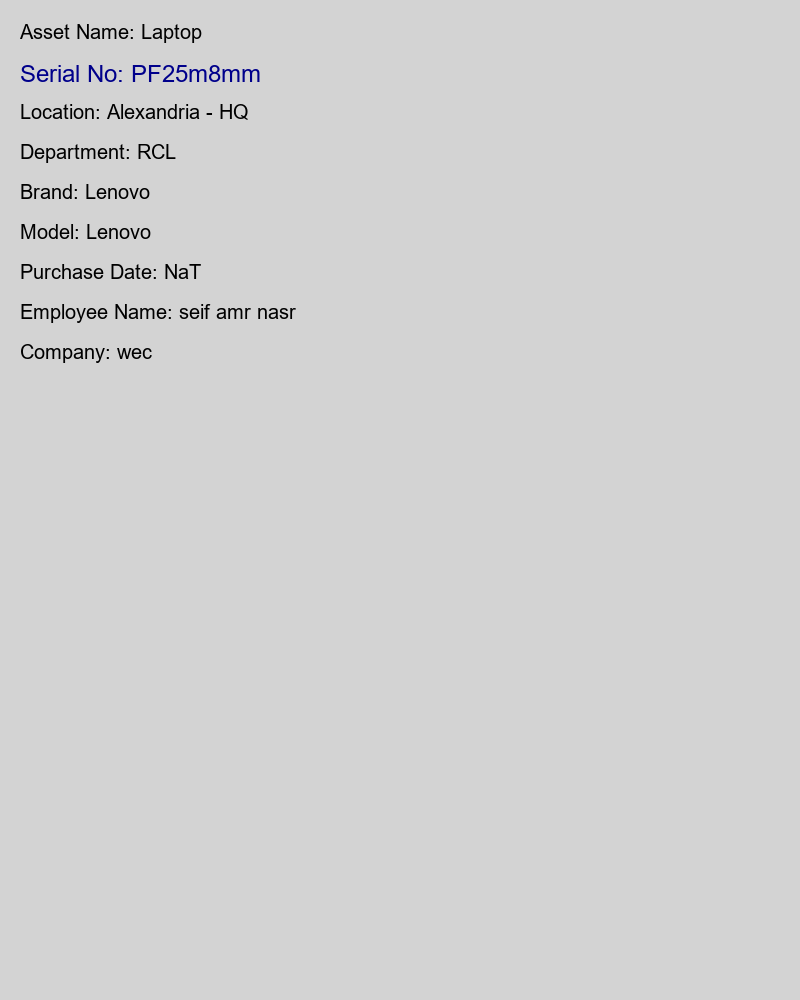 Asset Name: Laptop
Serial No: PF25m8mm
Location: Alexandria - HQ
Department: RCL
Brand: Lenovo
Model: Lenovo
Purchase Date: NaT
Employee Name: seif amr nasr
Company: wec